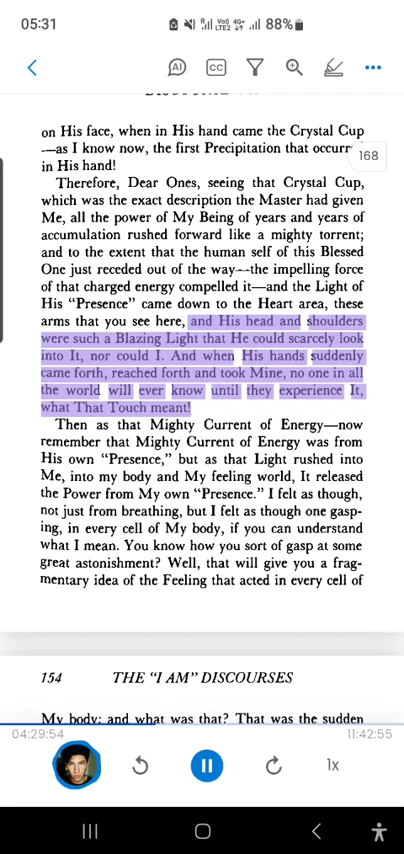 05:31
88%
AI
CC
on His face, when in His hand came the Crystal Cup
—as I know now, the first Precipitation that occurr
168
in His hand!
Therefore, Dear Ones, seeing that Crystal Cup,
which was the exact description the Master had given
Me, all the power of My Being of years and years of
accumulation rushed forward like a mighty torrent;
and to the extent that the human self of this Blessed
One just receded out of the way—the impelling force
of that charged energy compelled it—and the Light of
His “Presence” came down to the Heart area, these
arms that you see here, and His head and shoulders
were such a Blazing Light that He could scarcely look
into It, nor could I. And when His hands suddenly
came forth, reached forth and took Mine, no one in all
the world will ever know until they experience It,
what That Touch meant!
Then as that Mighty Current of Energy—now
remember that Mighty Current of Energy was from
His own “Presence,” but as that Light rushed into
Me, into my body and My feeling world, It released
the Power from My own “Presence.” I felt as though,
not just from breathing, but I felt as though one gasp-
ing, in every cell of My body, if you can understand
what I mean. You know how you sort of gasp at some
great astonishment? Well, that will give you a frag-
mentary idea of the Feeling that acted in every cell of
154 THE “I AM” DISCOURSES
My body; and what was that? That was the sudden
04:29:54 11:42:55
1x